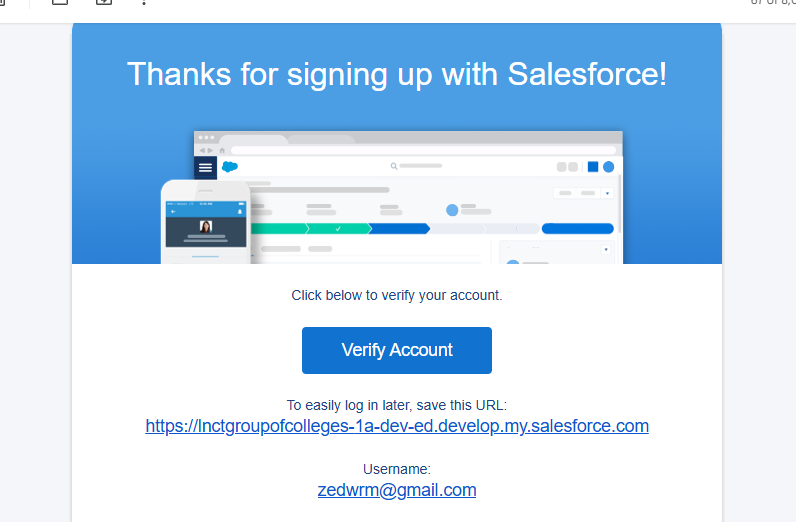 Thanks for signing up with Salesforce!
Click below to verify your account.
Verify Account
To easily log in later, save this URL:
https://lnctgroupofcolleges-1a-dev-ed.develop.my.salesforce.com
Username:
zedwrm@gmail.com